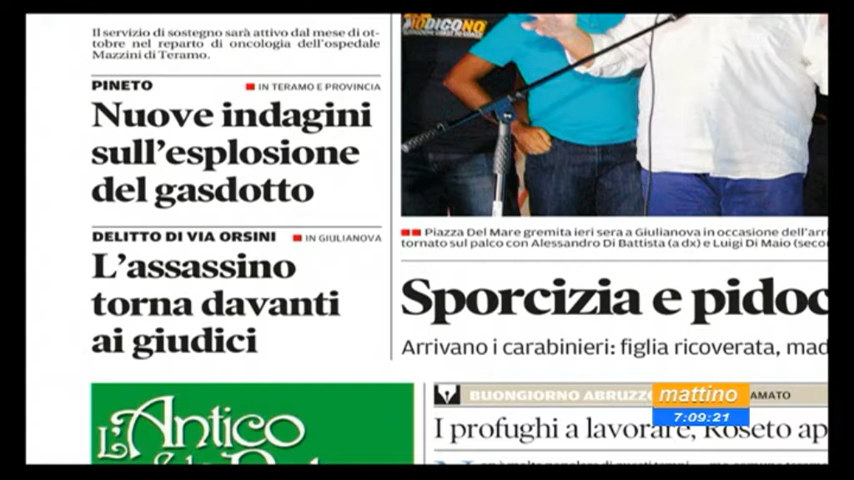 Il servizio di sostegno sarà attivo dal mese di ot-
tobre nel reparto di oncologia dell'ospedale
Mazzini di Teramo.
PINETO
IN TERAMO E PROVINCIA
Nuove indagini
sull'esplosione
del gasdotto
DELITTO DI VIA ORSINI
IN GIULIANOVA
L'assassino
torna davanti
ai giudici
L'Antico
IODICONO
Piazza Del Mare gremita ieri sera a Giulianova in occasione dell'arri
tornato sul palco con Alessandro Di Battista (a dx) e Luigi Di Maio (seco
Sporcizia e pidoc
Arrivano i carabinieri: figlia ricoverata, mad
BUONGIORNO ABRUZZO
AMATO
mattino
7:09:21
I profughi a lavorare, Roseto ap